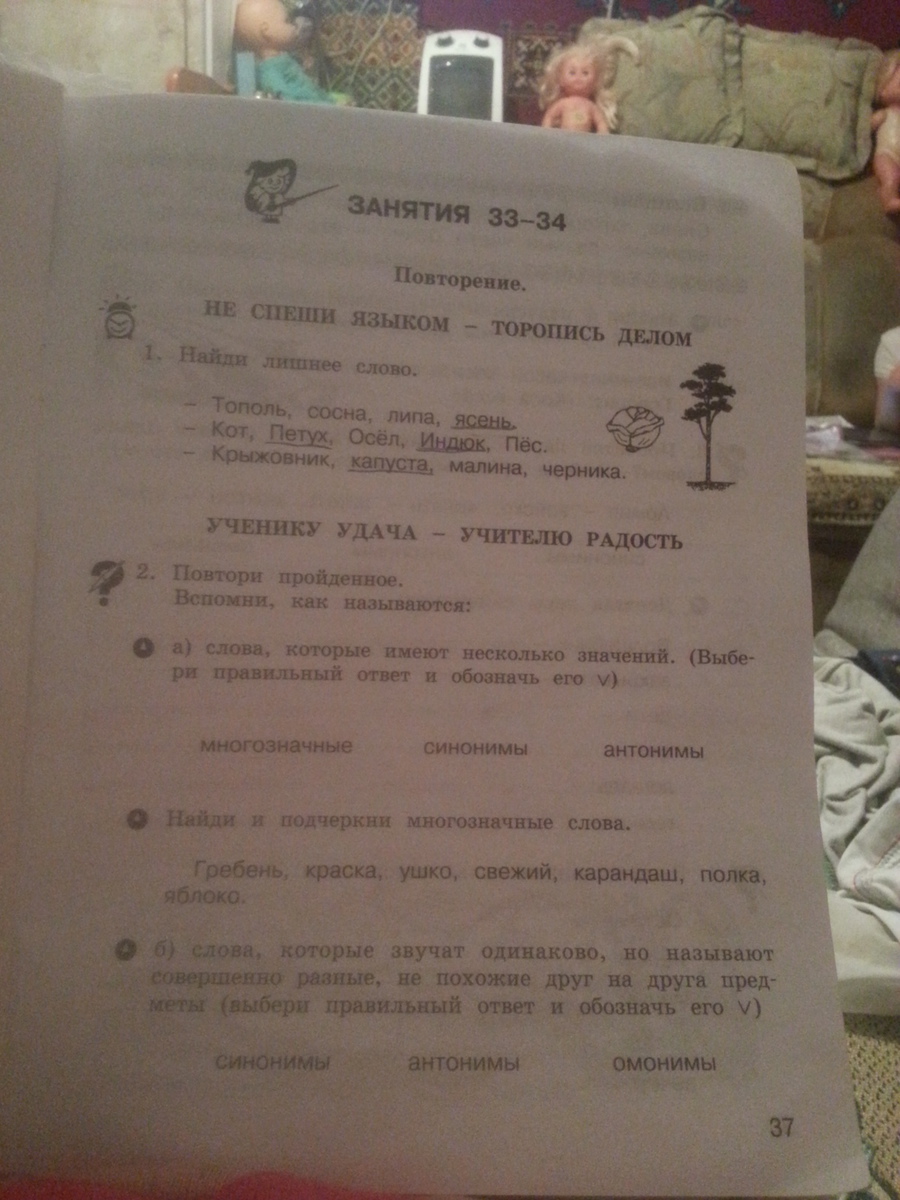 ЗАНЯТИЯ 33–34
Повторение.
НЕ СПЕШИ ЯЗЫКОМ – ТОРОПИСЬ ДЕЛОМ
1. Найди лишнее слово.
– Тополь, сосна, липа, ясень.
– Кот, Петух, Осёл, Индюк, Пёс.
– Крыжовник, капуста, малина, черника.
УЧЕНИКУ УДАЧА – УЧИТЕЛЮ РАДОСТЬ
2. Повтори пройденное.
Вспомни, как называются:
а) слова, которые имеют несколько значений. (Выбе-
ри правильный ответ и обозначь его V)
многозначные синонимы антонимы
Найди и подчеркни многозначные слова.
Гребень, краска, ушко, свежий, карандаш, полка,
яблоко.
б) слова, которые звучат одинаково, но называют
совершенно разные, не похожие друг на друга пред-
меты (выбери правильный ответ и обозначь его V)
синонимы антонимы омонимы
37